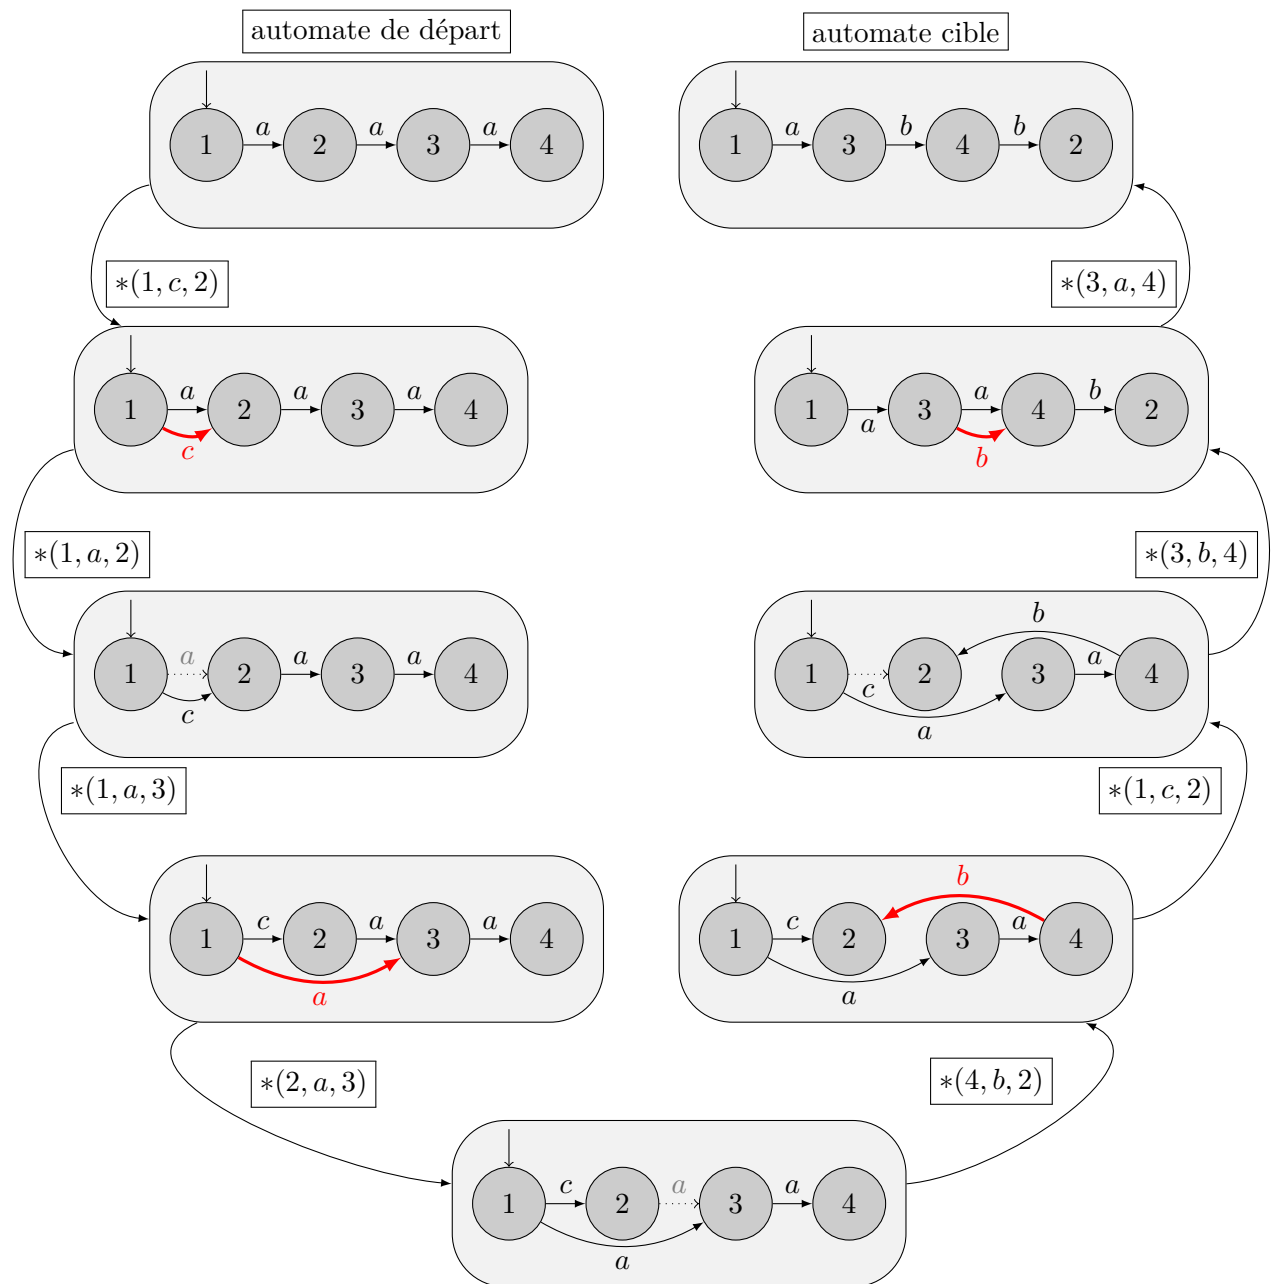 automate de départ
automate cible
1 a 2 a 3 a 4
1 a 3 b 4 b 2
∗(1, c, 2)
∗(3, a, 4)
1 a 2 a 3 a 4
c
1 a 3 a 4 b 2
b
∗(1, a, 2)
∗(3, b, 4)
1 a 2 a 3 a 4
c
b
1 c 2 3 a 4
a
∗(1, a, 3)
∗(1, c, 2)
1 c 2 a 3 a 4
a
b
1 c 2 3 a 4
a
∗(2, a, 3)
∗(4, b, 2)
1 c 2 a 3 a 4
a